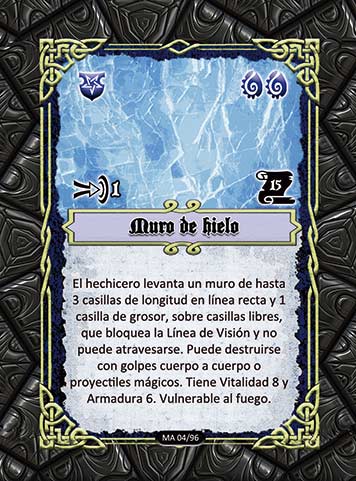 1
15
Muro de hielo
El hechicero levanta un muro de hasta
3 casillas de longitud en línea recta y 1
casilla de grosor, sobre casillas libres,
que bloquea la Línea de Visión y no
puede atravesarse. Puede destruirse
con golpes cuerpo a cuerpo o
proyectiles mágicos. Tiene Vitalidad 8 y
Armadura 6. Vulnerable al fuego.
MA 04/96